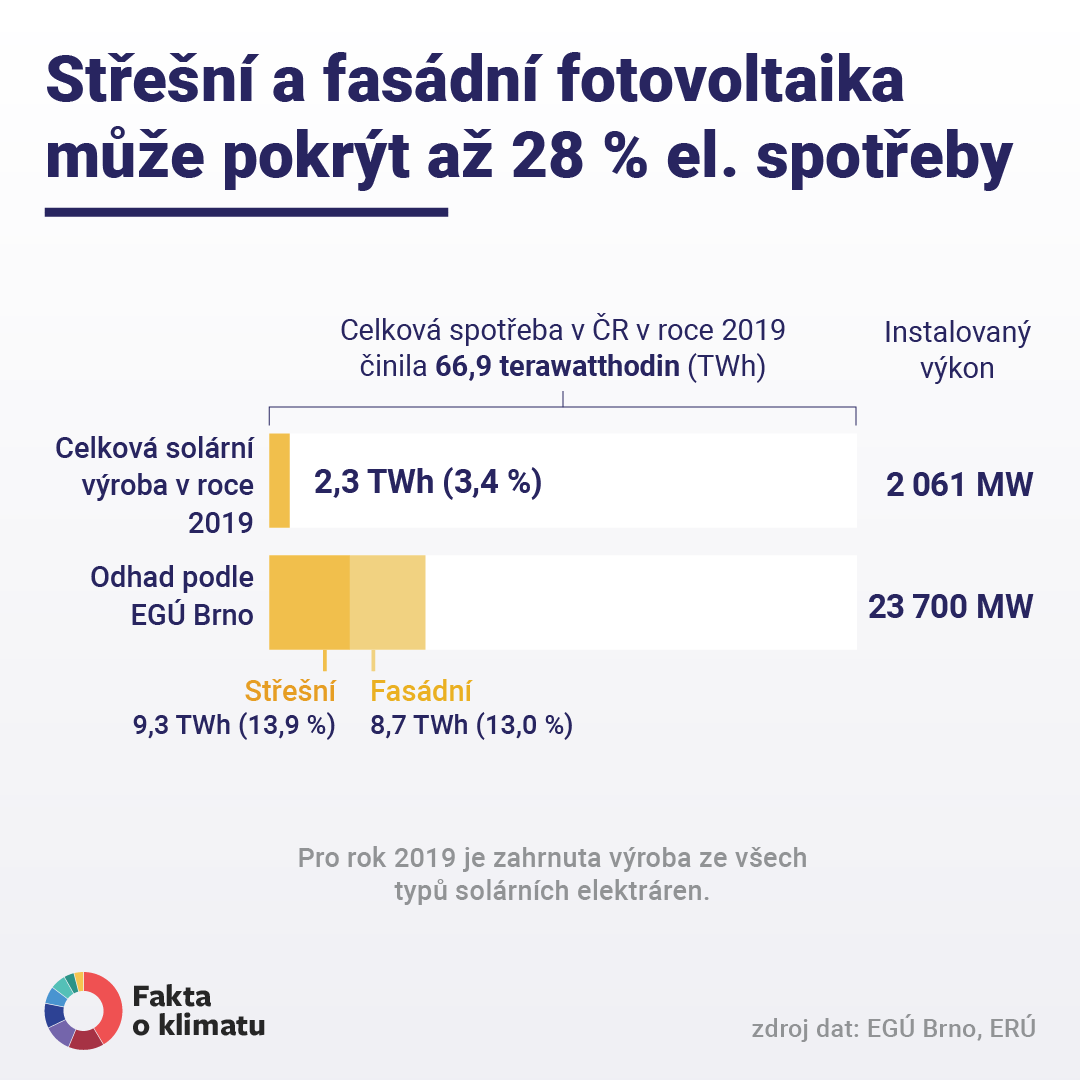 Střešní a fasádní fotovoltaika
může pokrýt až 28 % el. spotřeby
Celková spotřeba v ČR v roce 2019
činila 66,9 terawatthodin (TWh)
Instalovaný
výkon
Celková solární
výroba v roce
2019
2,3 TWh (3,4 %)
2 061 MW
Odhad podle
EGÚ Brno
23 700 MW
Střešní
9,3 TWh (13,9 %)
Fasádní
8,7 TWh (13,0 %)
Pro rok 2019 je zahrnuta výroba ze všech
typů solárních elektráren.
Fakta
o klimatu
zdroj dat: EGÚ Brno, ERÚ